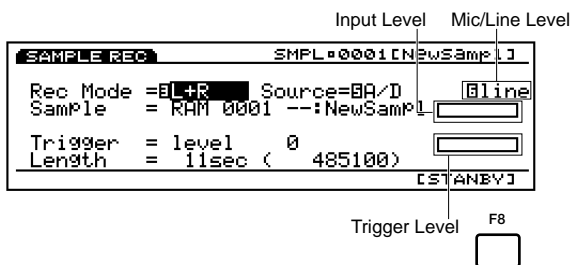 Input Level Mic/Line Level
SAMPLE REC SMPL¤0001[NewSampl]
Rec Mode =L+R Source=A/D line
Sample = RAM 0001 --:NewSampl
Trigger = level 0
Length = 11sec ( 485100)
[STANBY]
Trigger Level F8